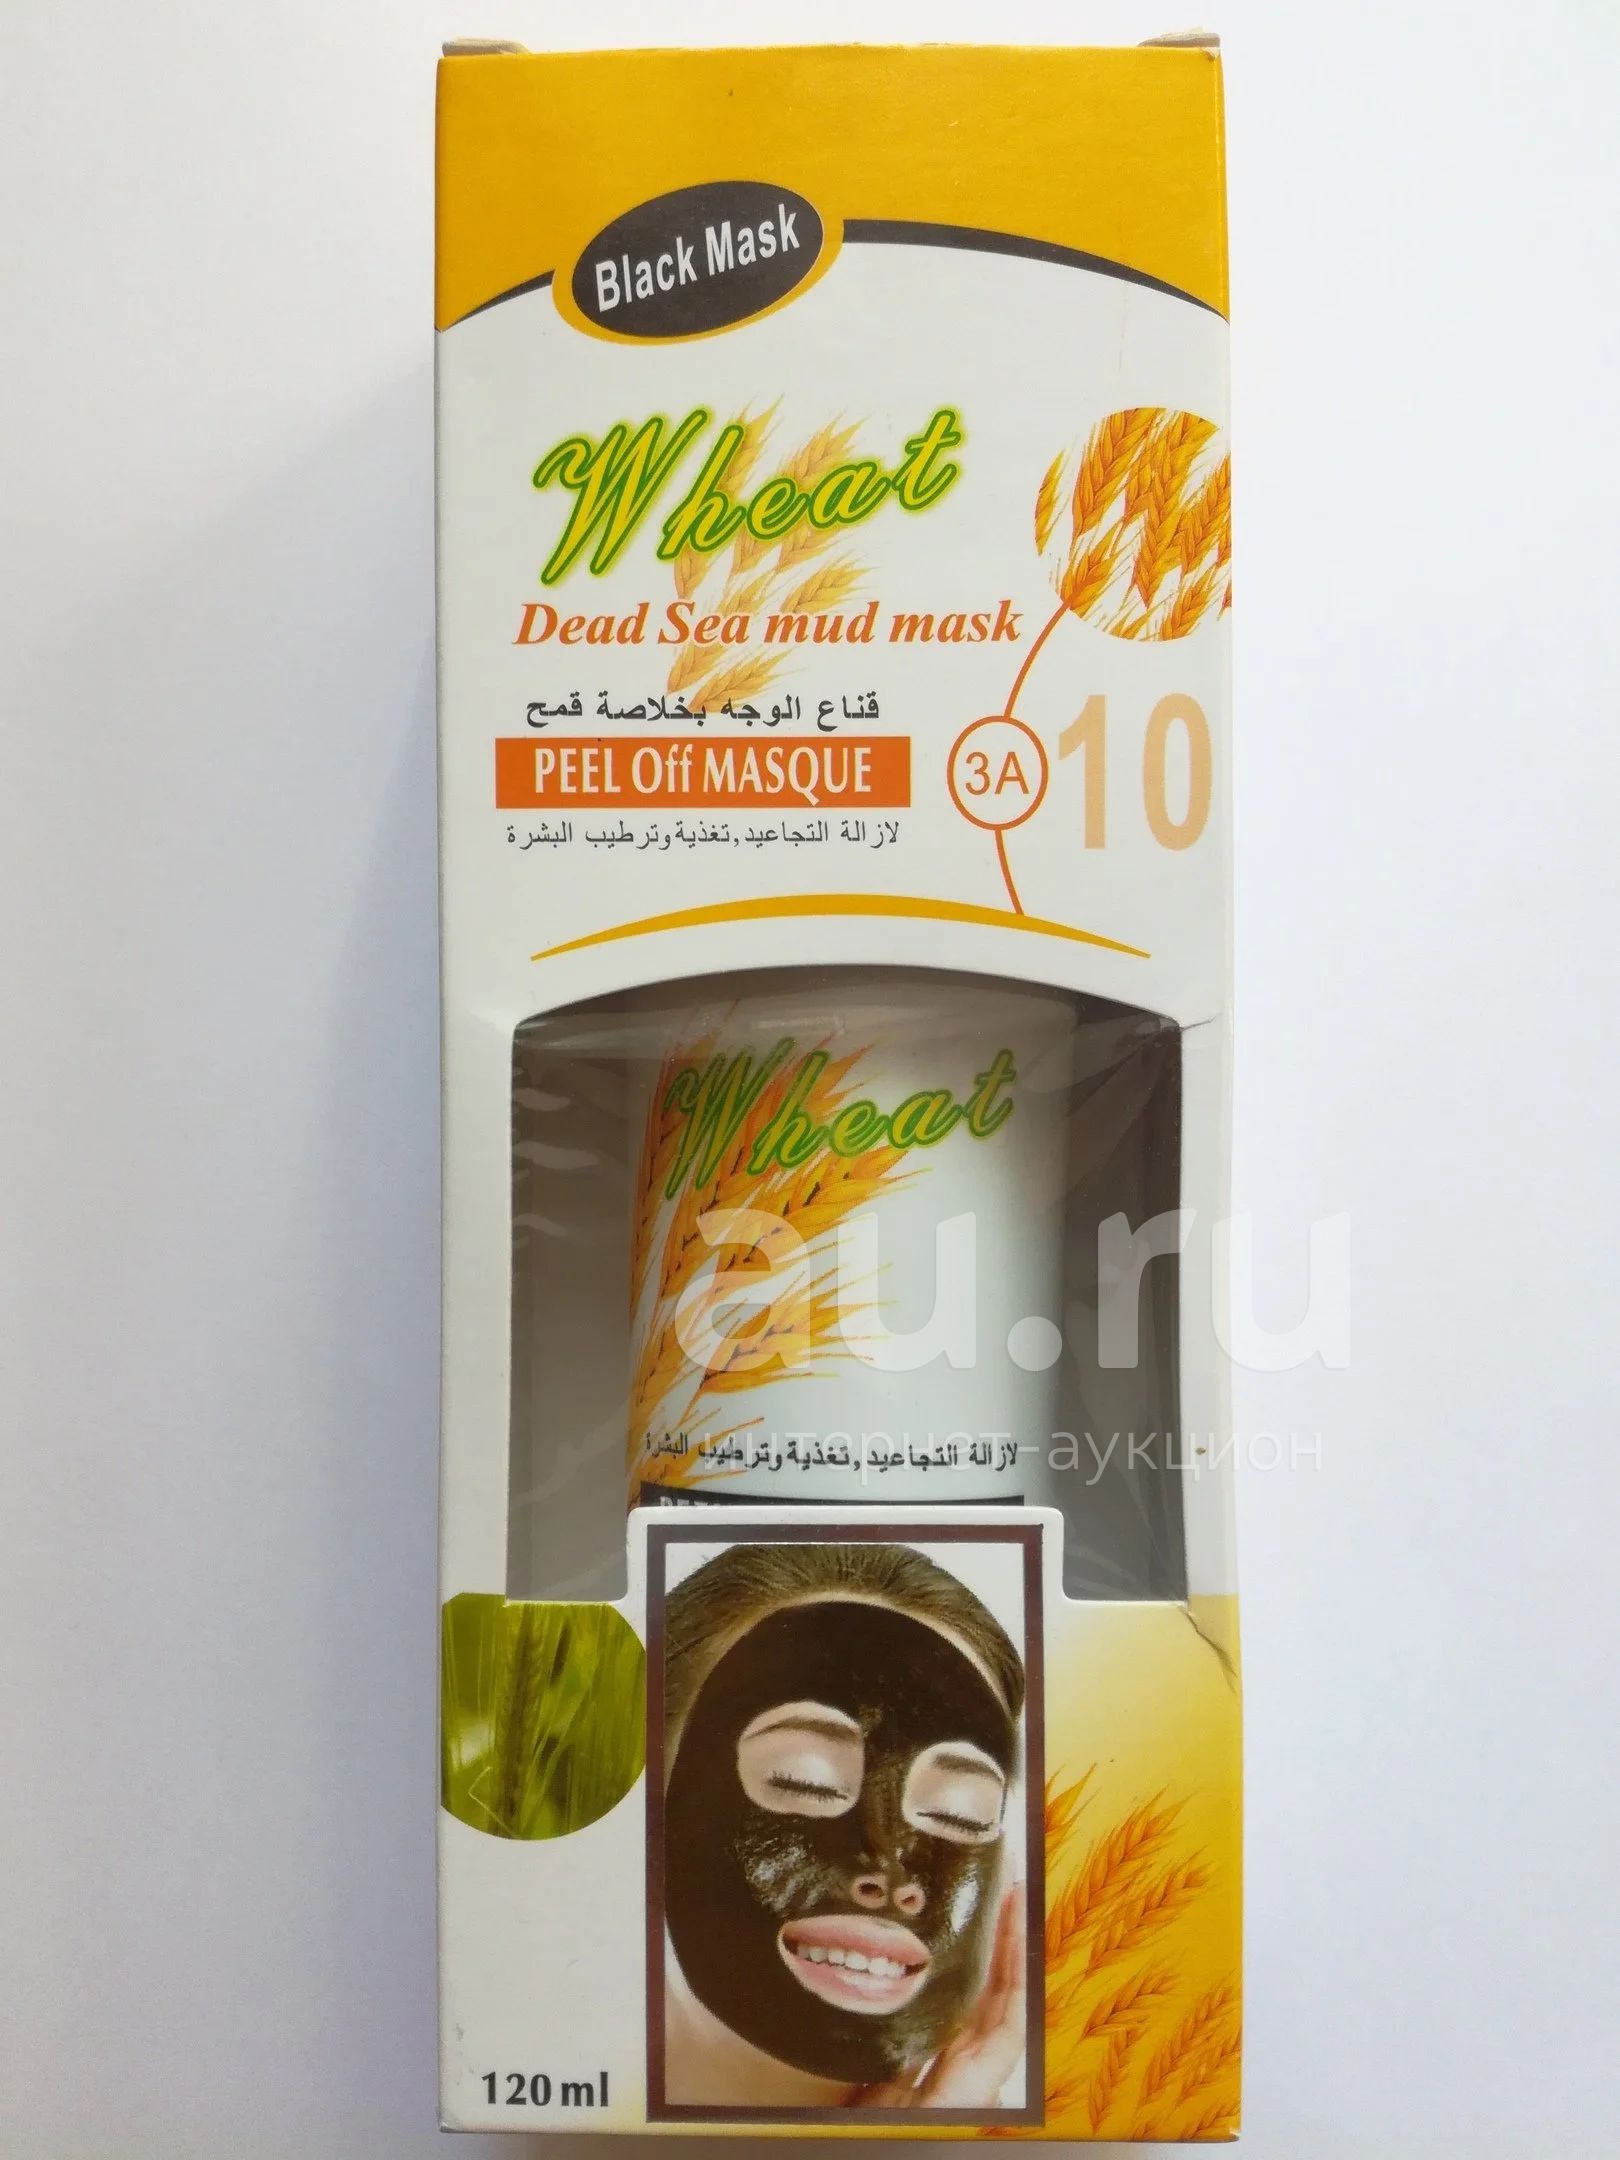 Black Mask
Wheat
Dead Sea mud mask
قناع الوجه بخلاصة قمح
PEEL Off MASQUE
3A
10
لازالة التجاعيد,تغذية وترطيب البشرة
Wheat
au.ru
интернет-аукцион
لازالة التجاعيد,تغذية وترطيب البشرة
120 ml